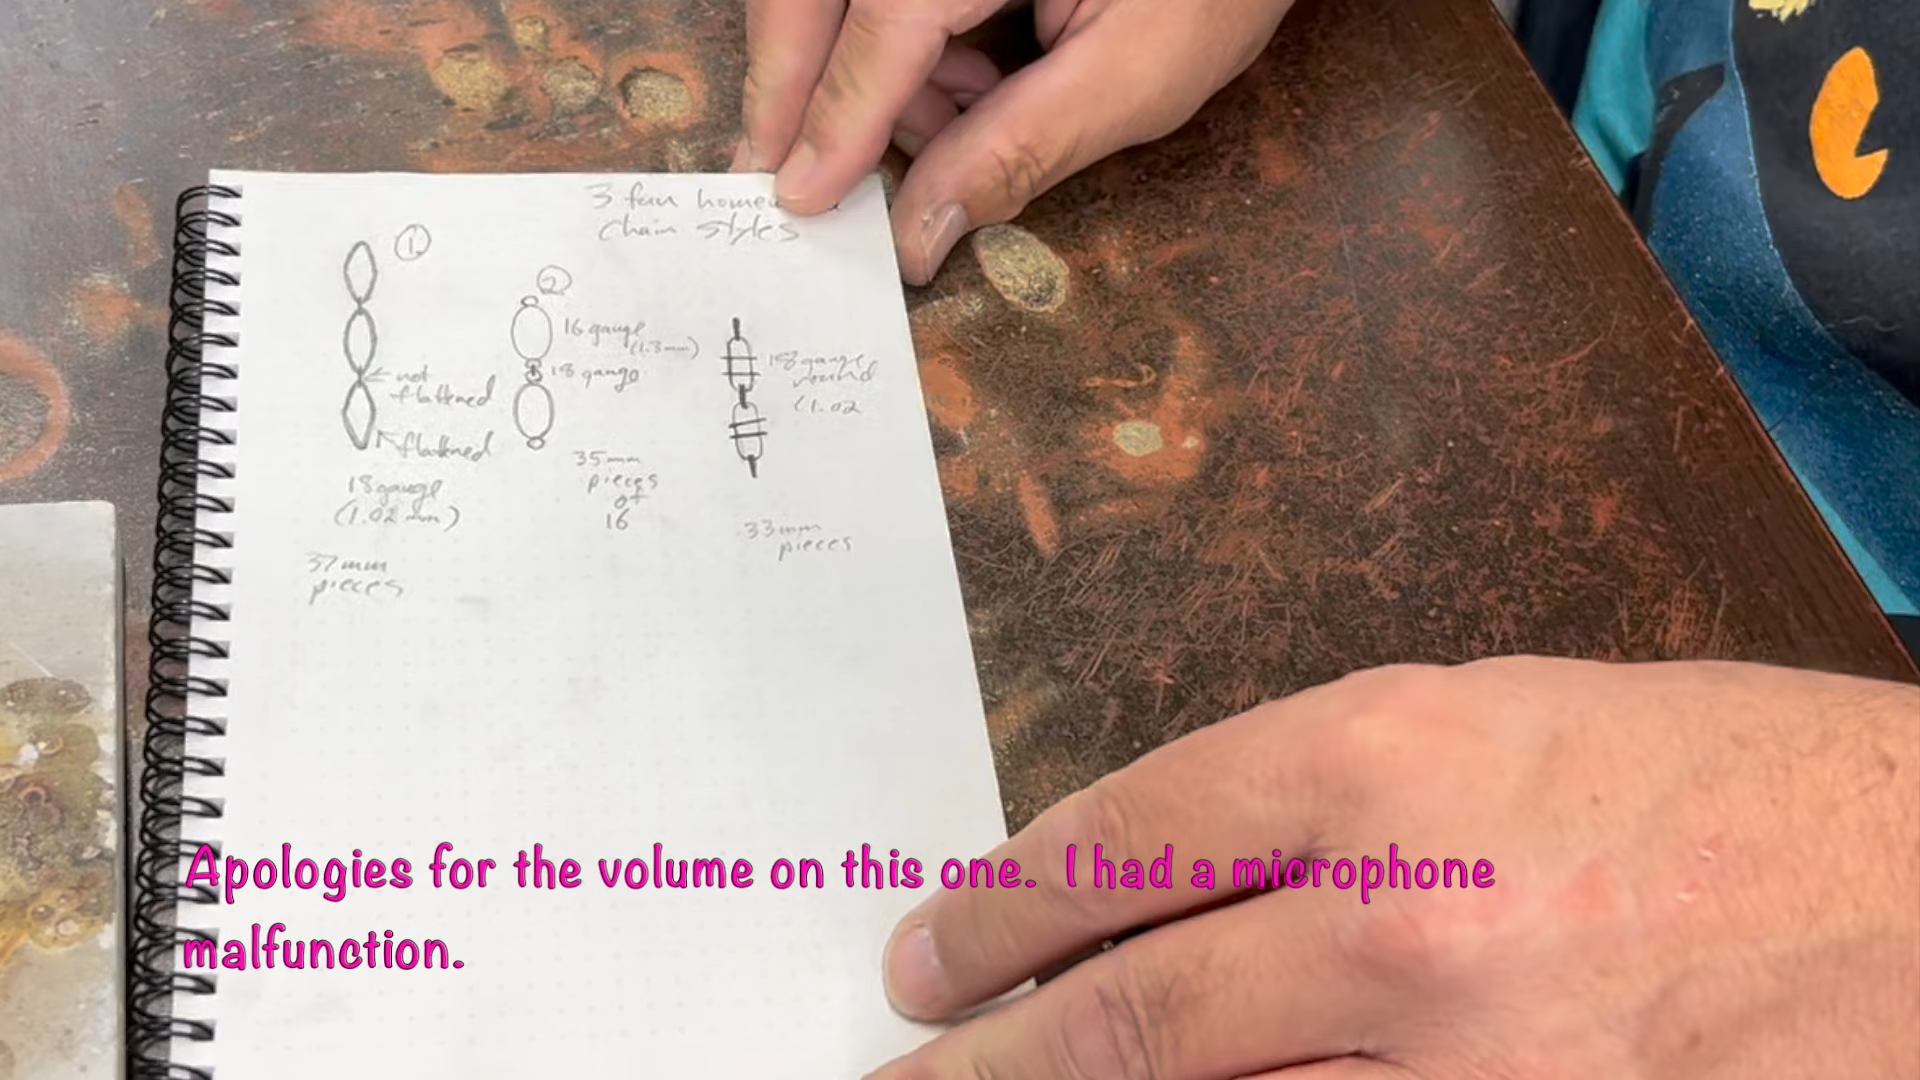 3 fun
chain styles
1
2
16 gauge
(1.3mm)
18 gauge
18 gauge
round
(1.02
← not
flattened
flattened
18 gauge
(1.02 mm)
35mm
pieces
of
16
33mm
pieces
37mm
pieces
Apologies for the volume on this one. I had a microphone
malfunction.